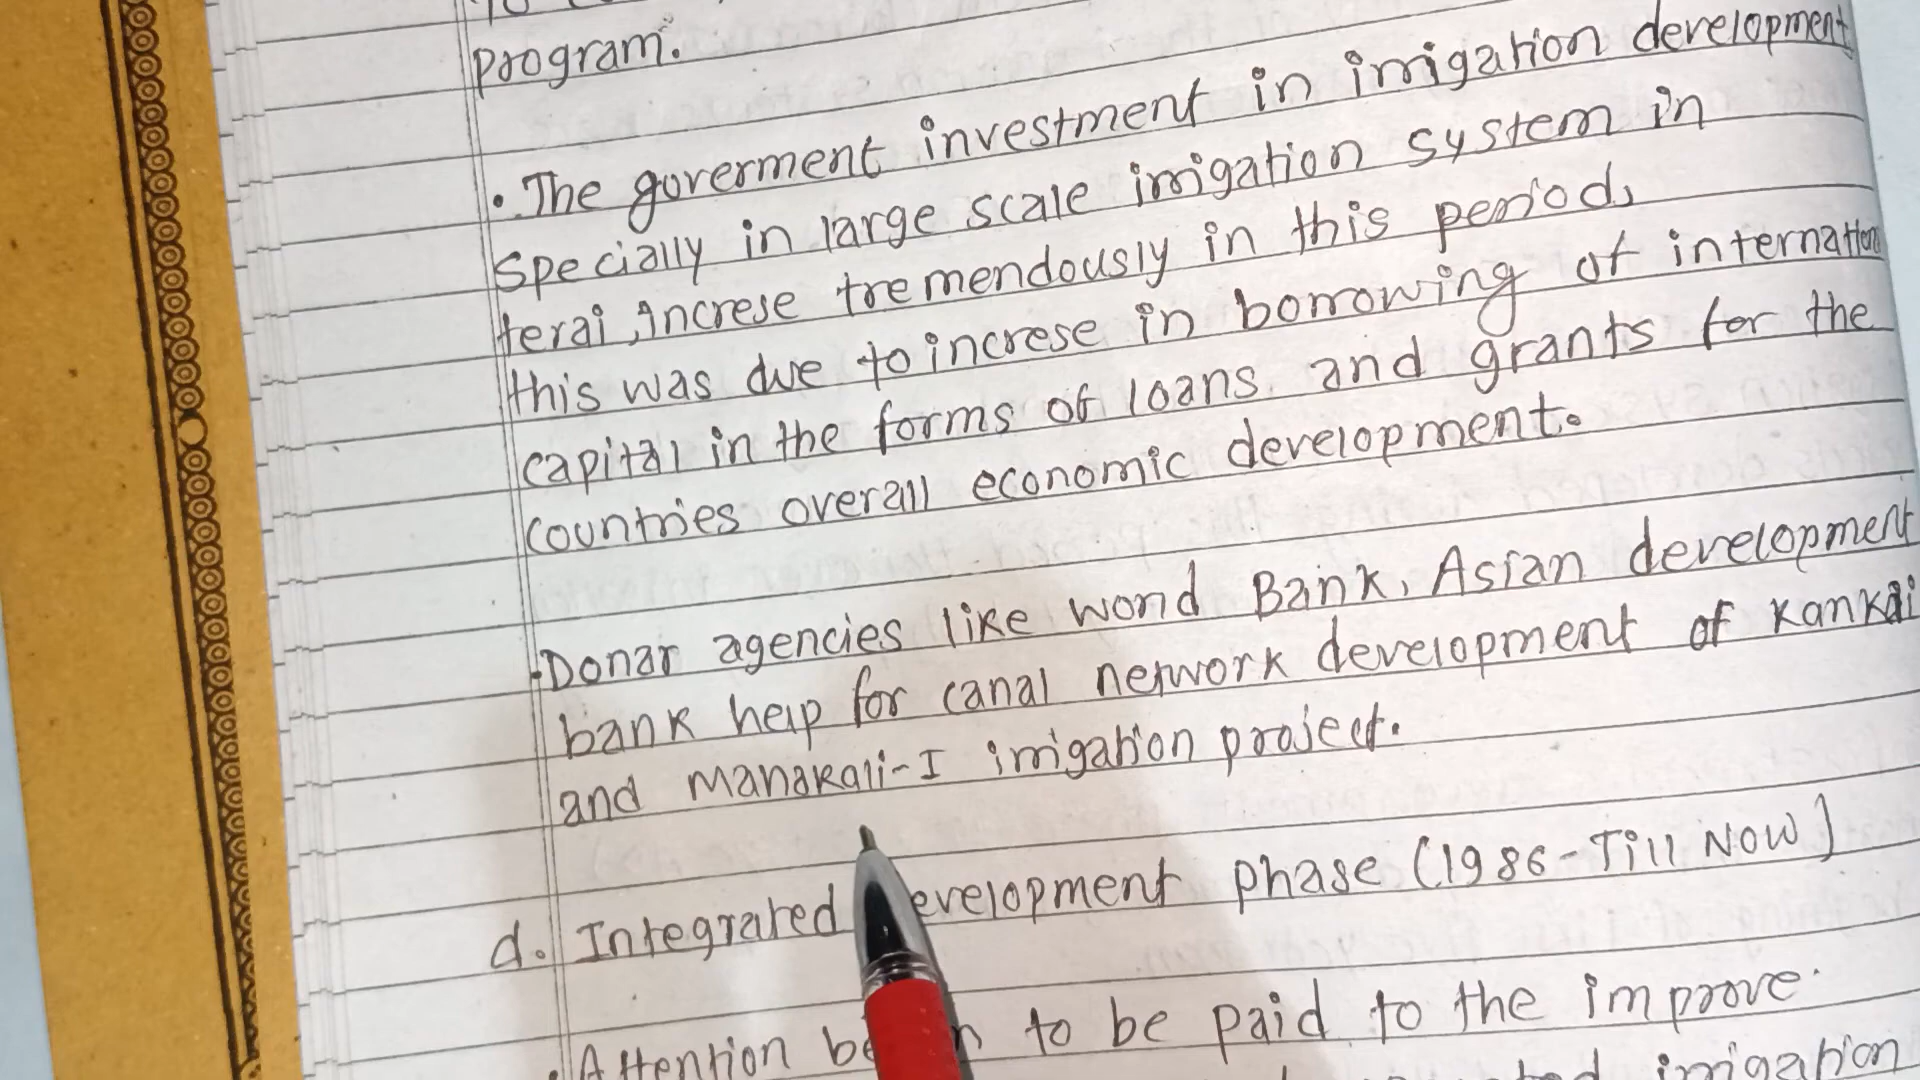 program.
• The goverment investment in irrigation development
specially in large scale irrigation system in
terai, increse tremendously in this period,
this was due to increse in borrowing of internation
capital in the forms of loans and grants for the
countries overall economic development.
• Donar agencies like world Bank, Asian development
bank help for canal network development of Kankai
and Mahakali-I irrigation project.
d. Integrated evelopment phase (1986-Till Now)
• Attention to be paid to the improve
irrigation